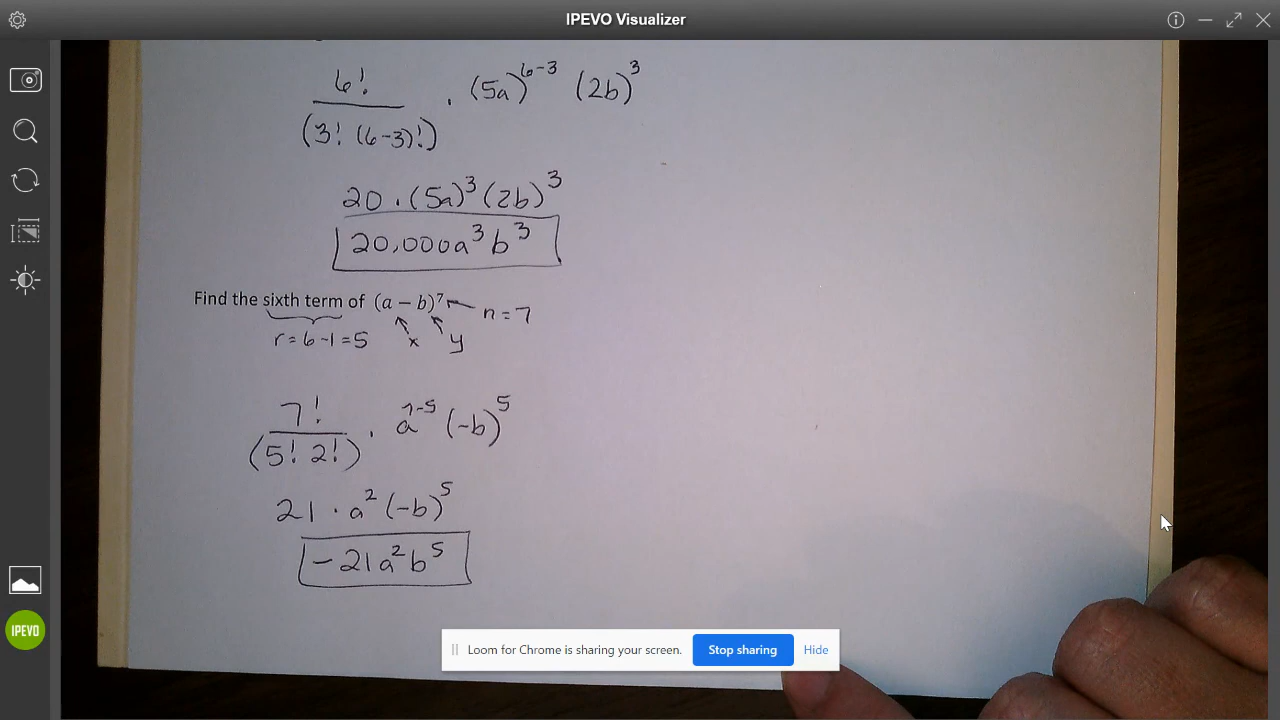 IPEVO Visualizer
6!
(3! (6-3)!) · (5a)^{6-3} (2b)^3
20 · (5a)^3 (2b)^3
20,000a^3 b^3
Find the sixth term of (a − b)^7 n = 7
r = 6-1 = 5 x y
7!
(5! 2!) · a^{7-5} (-b)^5
21 · a^2 (-b)^5
-21a^2 b^5
IPEVO
Loom for Chrome is sharing your screen. Stop sharing Hide